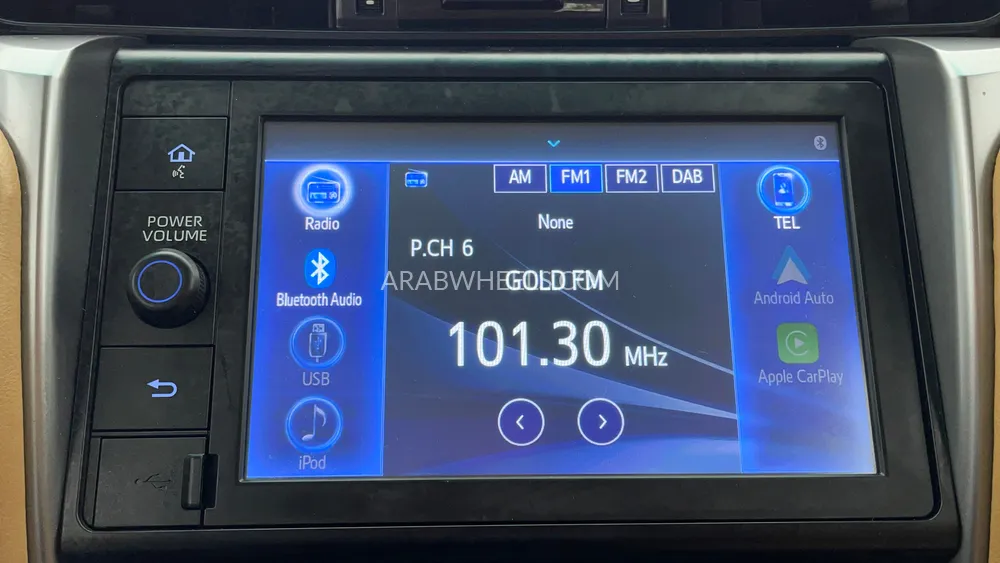 POWER
VOLUME
Radio
Bluetooth Audio
USB
iPod
AM FM1 FM2 DAB
None
P.CH 6
GOLD FM
ARABWHEELS.COM
101.30 MHz
TEL
Android Auto
Apple CarPlay